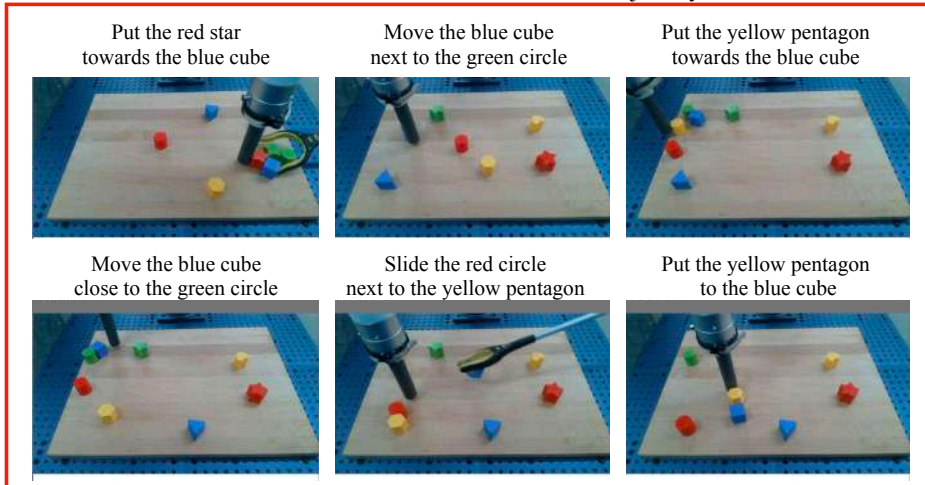 Put the red star
towards the blue cube
Move the blue cube
next to the green circle
Put the yellow pentagon
towards the blue cube
Move the blue cube
close to the green circle
Slide the red circle
next to the yellow pentagon
Put the yellow pentagon
to the blue cube